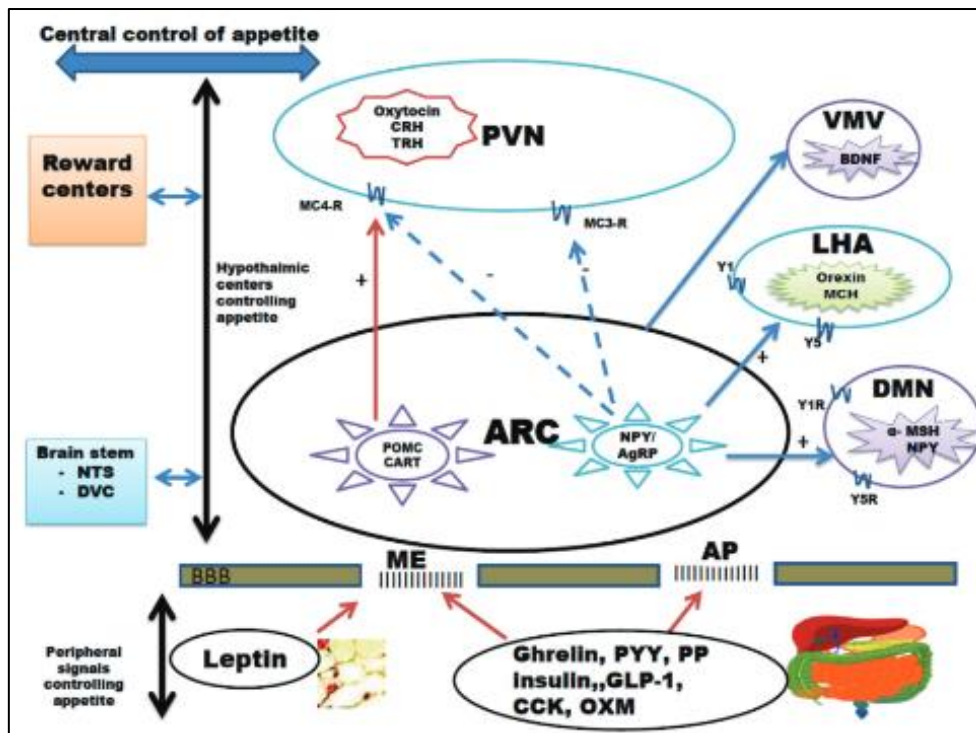 Central control of appetite
Oxytocin
CRH
TRH
PVN
VMV
BDNF
Reward
centers
MC4-R
MC3-R
LHA
Y1
Orexin
MCH
Y5
Hypothalmic
centers
controlling
appetite
+
-
-
+
ARC
POMC
CART
NPY/
AgRP
DMN
Y1R
α- MSH
NPY
+
Y5R
Brain stem
- NTS
- DVC
BBB
ME
AP
Peripheral
signals
controlling
appetite
Leptin
Ghrelin, PYY, PP
insulin,,GLP-1,
CCK, OXM